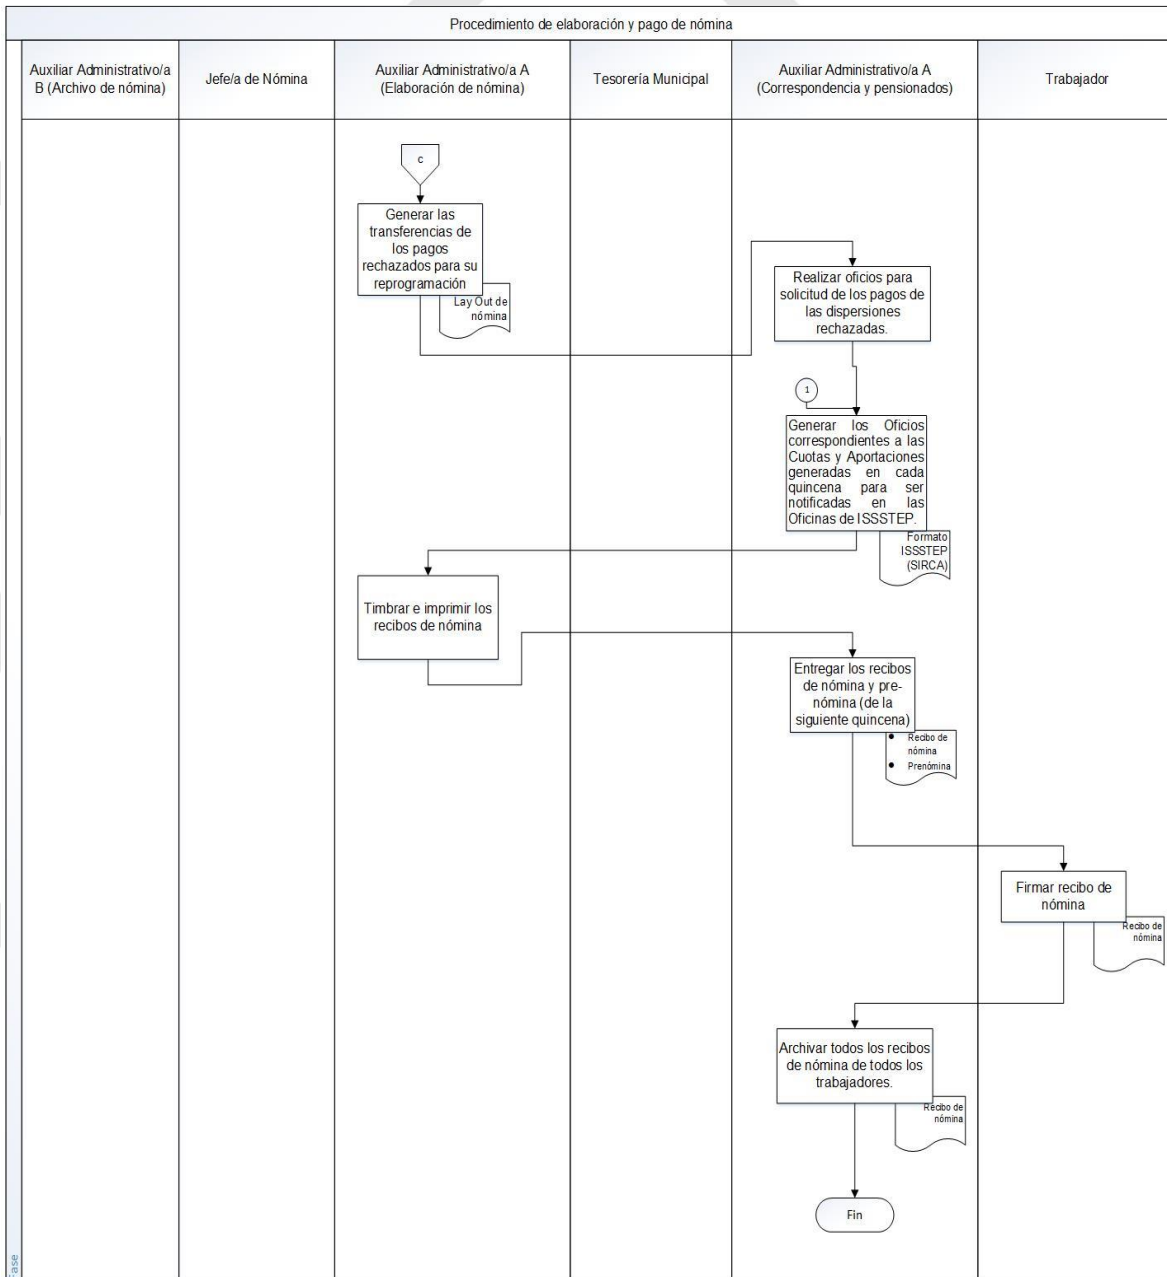 Procedimiento de elaboración y pago de nómina
Auxiliar Administrativo/a
B (Archivo de nómina)
Jefe/a de Nómina
Auxiliar Administrativo/a A
(Elaboración de nómina)
Tesorería Municipal
Auxiliar Administrativo/a A
(Correspondencia y pensionados)
Trabajador
c
Generar las
transferencias de
los pagos
rechazados para su
reprogramación
Lay Out de
nómina
Realizar oficios para
solicitud de los pagos de
las dispersiones
rechazadas.
1
Generar los Oficios
correspondientes a las
Cuotas y Aportaciones
generadas en cada
quincena para ser
notificadas en las
Oficinas de ISSSTEP.
Formato
ISSSTEP
(SIRCA)
Timbrar e imprimir los
recibos de nómina
Entregar los recibos
de nómina y pre-
nómina (de la
siguiente quincena)
• Recibo de
nómina
• Prenómina
Firmar recibo de
nómina
Recibo de
nómina
Archivar todos los recibos
de nómina de todos los
trabajadores.
Recibo de
nómina
Fin
Fase